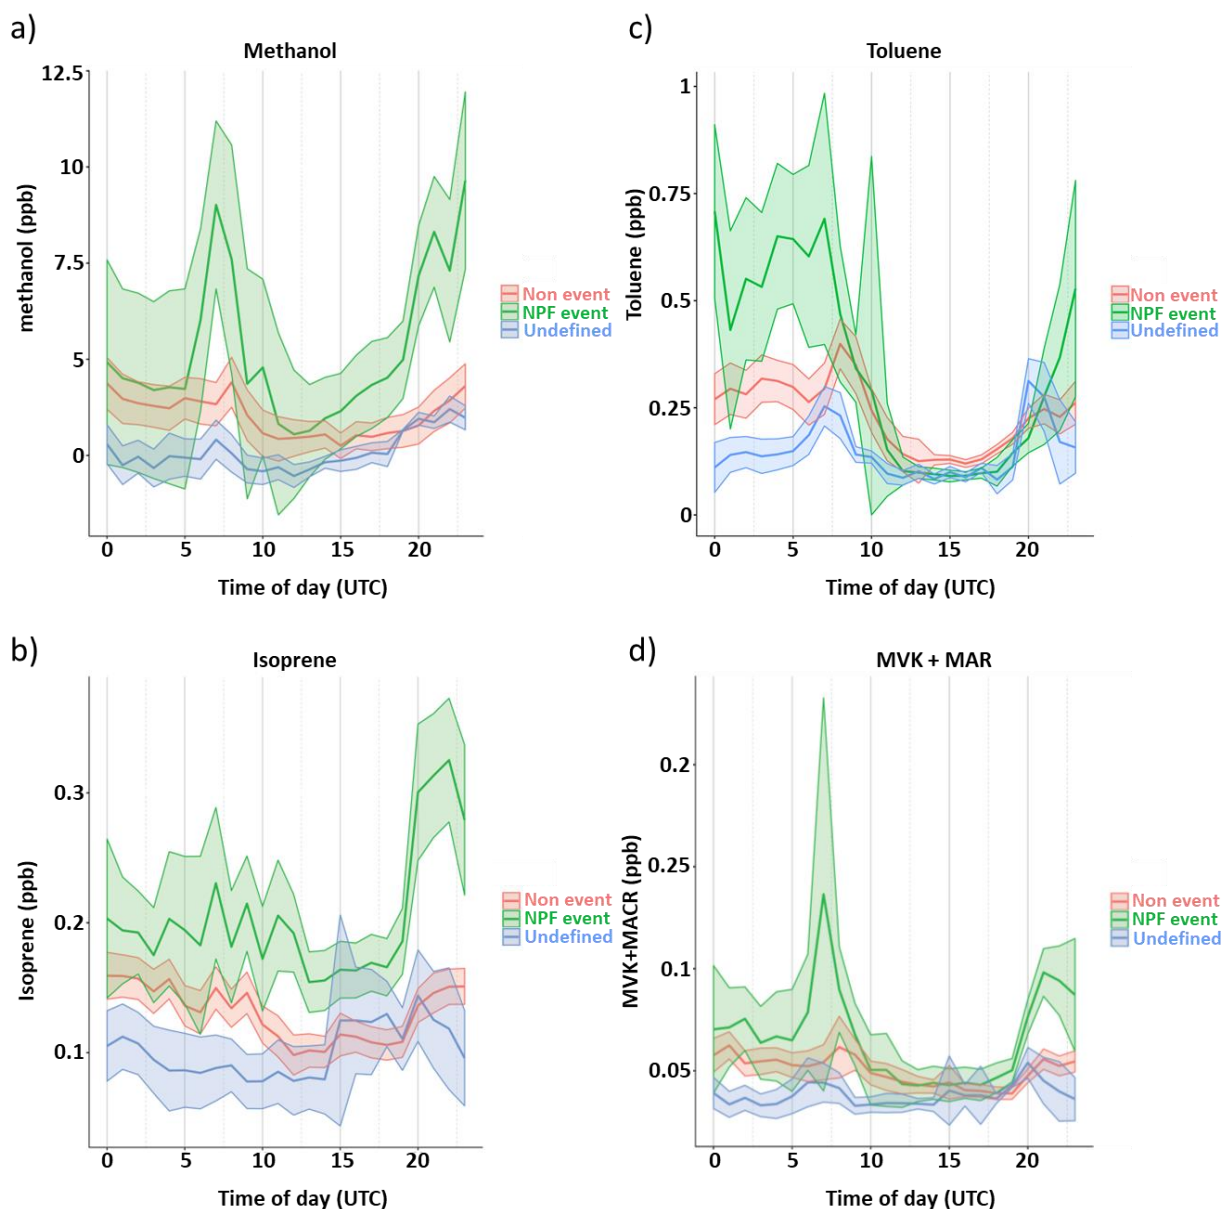 a)
Methanol
12.5
10
7.5
5
2.5
0
methanol (ppb)
0 5 10 15 20
Time of day (UTC)
Non event
NPF event
Undefined
c)
Toluene
1
0.75
0.5
0.25
0
Toluene (ppb)
0 5 10 15 20
Time of day (UTC)
Non event
NPF event
Undefined
b)
Isoprene
0.3
0.2
0.1
Isoprene (ppb)
0 5 10 15 20
Time of day (UTC)
Non event
NPF event
Undefined
d)
MVK + MAR
0.2
0.25
0.1
0.05
MVK+MACR (ppb)
0 5 10 15 20
Time of day (UTC)
Non event
NPF event
Undefined